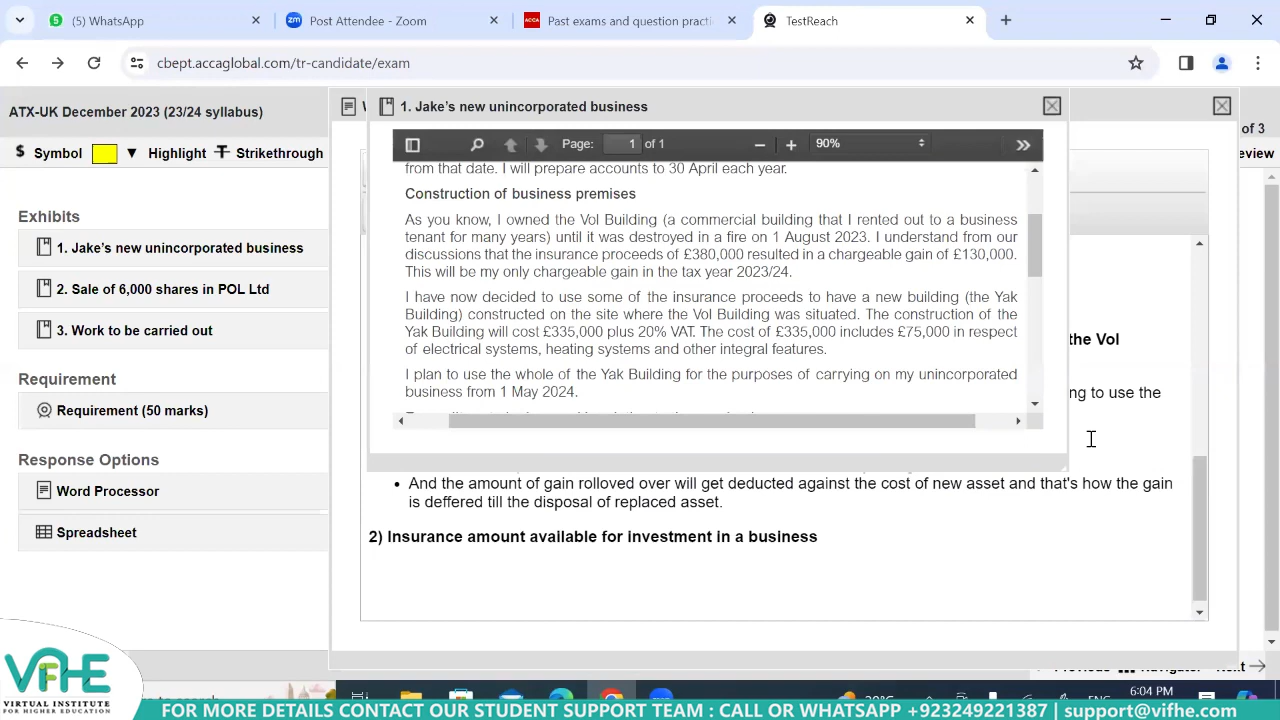 (5) WhatsApp
Post Attendee - Zoom
Past exams and question practi
TestReach
cbept.accaglobal.com/tr-candidate/exam
ATX-UK December 2023 (23/24 syllabus)
1. Jake's new unincorporated business
of 3
$ Symbol
Highlight
Strikethrough
Page: 1 of 1
90%
eview
from that date. I will prepare accounts to 30 April each year.
Construction of business premises
As you know, I owned the Vol Building (a commercial building that I rented out to a business
tenant for many years) until it was destroyed in a fire on 1 August 2023. I understand from our
discussions that the insurance proceeds of £380,000 resulted in a chargeable gain of £130,000.
This will be my only chargeable gain in the tax year 2023/24.
I have now decided to use some of the insurance proceeds to have a new building (the Yak
Building) constructed on the site where the Vol Building was situated. The construction of the
Yak Building will cost £335,000 plus 20% VAT. The cost of £335,000 includes £75,000 in respect
of electrical systems, heating systems and other integral features.
I plan to use the whole of the Yak Building for the purposes of carrying on my unincorporated
business from 1 May 2024.
Exhibits
1. Jake's new unincorporated business
2. Sale of 6,000 shares in POL Ltd
3. Work to be carried out
Requirement
Requirement (50 marks)
Response Options
Word Processor
Spreadsheet
the Vol
ng to use the
• And the amount of gain rolloved over will get deducted against the cost of new asset and that's how the gain
is deffered till the disposal of replaced asset.
2) Insurance amount available for investment in a business
6:04 PM
ENG
VFHE
VIRTUAL INSTITUTE
FOR HIGHER EDUCATION
FOR MORE DETAILS CONTACT OUR STUDENT SUPPORT TEAM : CALL OR WHATSAPP +923249221387 | support@vifhe.com